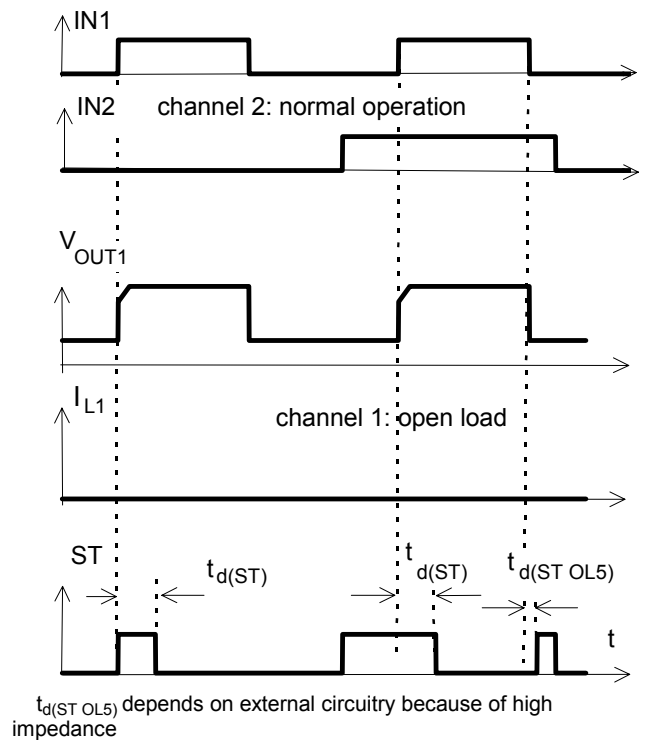 IN1
IN2 channel 2: normal operation
VOUT1
IL1
channel 1: open load
ST
td(ST)
td(ST)
td(ST OL5)
t
td(ST OL5) depends on external circuitry because of high
impedance